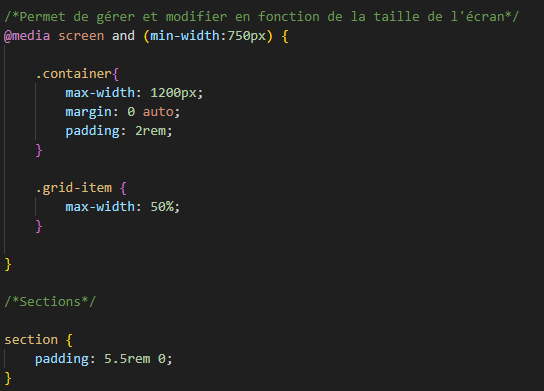 /*Permet de gérer et modifier en fonction de la taille de l'écran*/
@media screen and (min-width:750px) {
.container{
max-width: 1200px;
margin: 0 auto;
padding: 2rem;
}
.grid-item {
max-width: 50%;
}
}
/*Sections*/
section {
padding: 5.5rem 0;
}